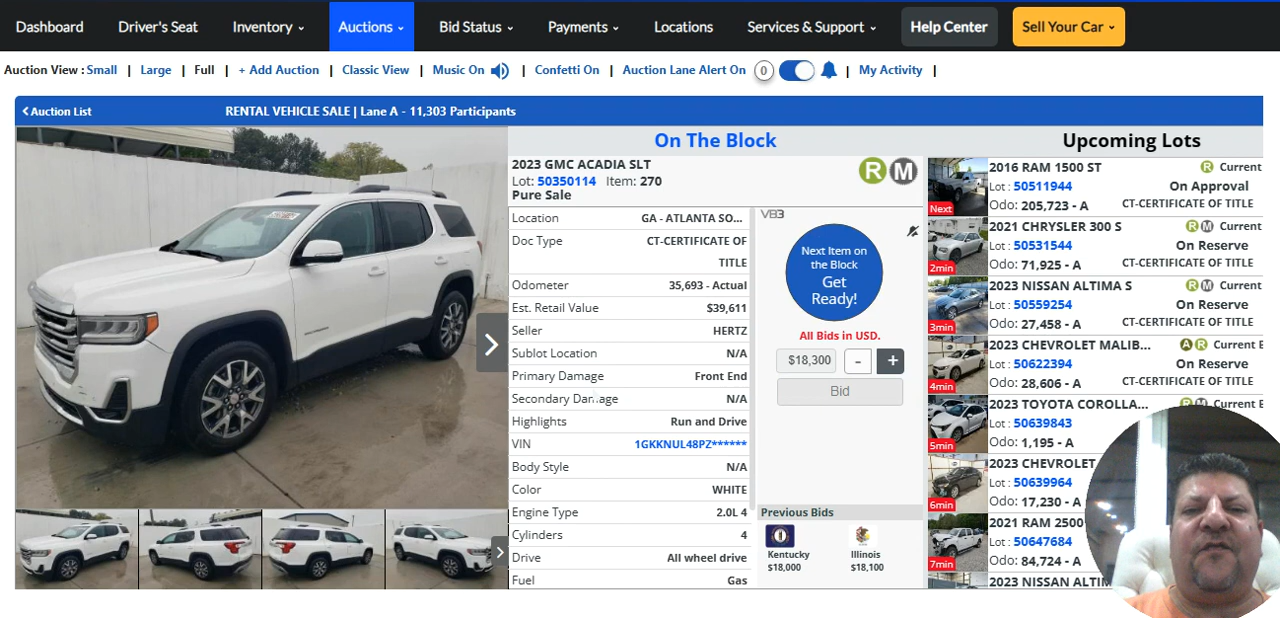 Dashboard Driver's Seat Inventory Auctions Bid Status Payments Locations Services & Support Help Center Sell Your Car
Auction View : Small | Large | Full | + Add Auction | Classic View | Music On | Confetti On | Auction Lane Alert On 0 | My Activity |
Auction List RENTAL VEHICLE SALE | Lane A - 11,303 Participants
On The Block
2023 GMC ACADIA SLT
Lot: 50350114 Item: 270
Pure Sale
R M
Location GA - ATLANTA SO...
Doc Type CT-CERTIFICATE OF
TITLE
Odometer 35,693 - Actual
Est. Retail Value $39,611
Seller HERTZ
Sublot Location N/A
Primary Damage Front End
Secondary Damage N/A
Highlights Run and Drive
VIN 1GKKNUL48PZ******
Body Style N/A
Color WHITE
Engine Type 2.0L 4
Cylinders 4
Drive All wheel drive
Fuel Gas
VB3
Next Item on
the Block
Get
Ready!
All Bids in USD.
$18,300 - +
Bid
Previous Bids
Kentucky Illinois
$18,000 $18,100
Upcoming Lots
2016 RAM 1500 ST R Current
Lot : 50511944 On Approval
Next Odo: 205,723 - A CT-CERTIFICATE OF TITLE
2021 CHRYSLER 300 S R M Current
Lot : 50531544 On Reserve
2min Odo: 71,925 - A CT-CERTIFICATE OF TITLE
2023 NISSAN ALTIMA S R M Current
Lot : 50559254 On Reserve
3min Odo: 27,458 - A CT-CERTIFICATE OF TITLE
2023 CHEVROLET MALIB... A R Current E
Lot : 50622394 On Reserve
4min Odo: 28,606 - A CT-CERTIFICATE OF TITLE
2023 TOYOTA COROLLA... R M Current E
Lot : 50639843
5min Odo: 1,195 - A
2023 CHEVROLET
Lot : 50639964
6min Odo: 17,230 - A
2021 RAM 2500
Lot : 50647684
7min Odo: 84,724 - A
2023 NISSAN ALTIM